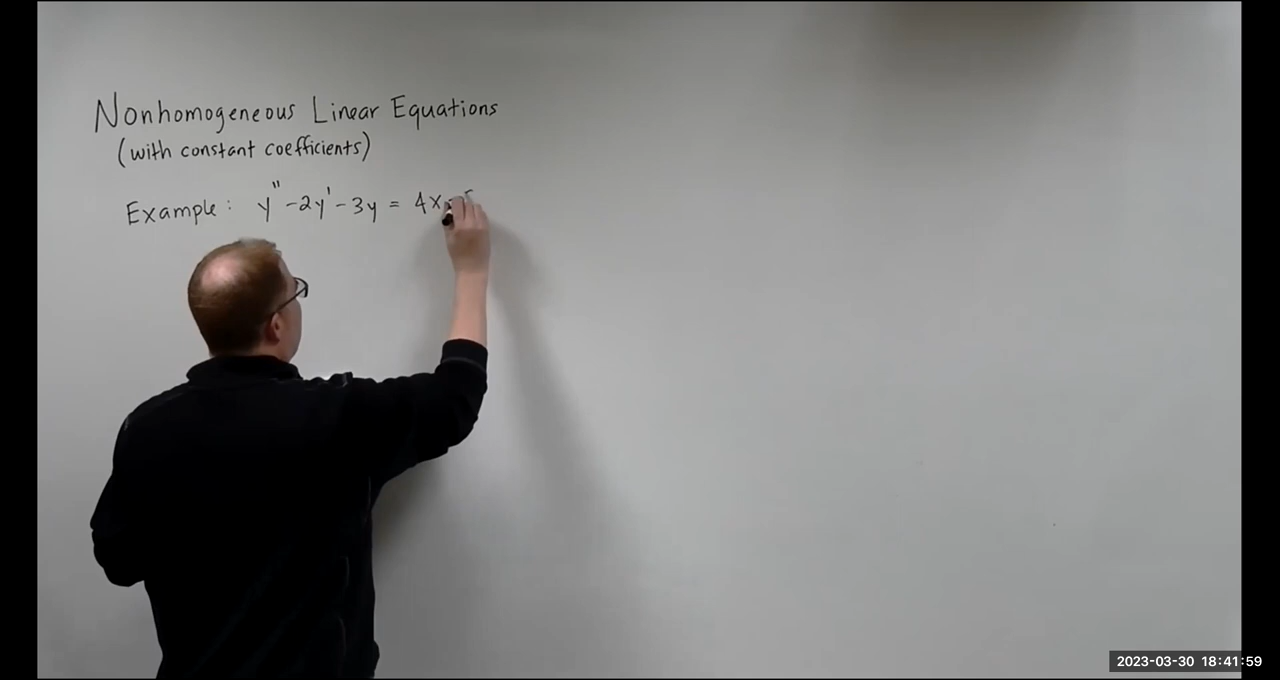 Nonhomogeneous Linear Equations
(with constant coefficients)
Example: y'' -2y' -3y = 4x
2023-03-30 18:41:59